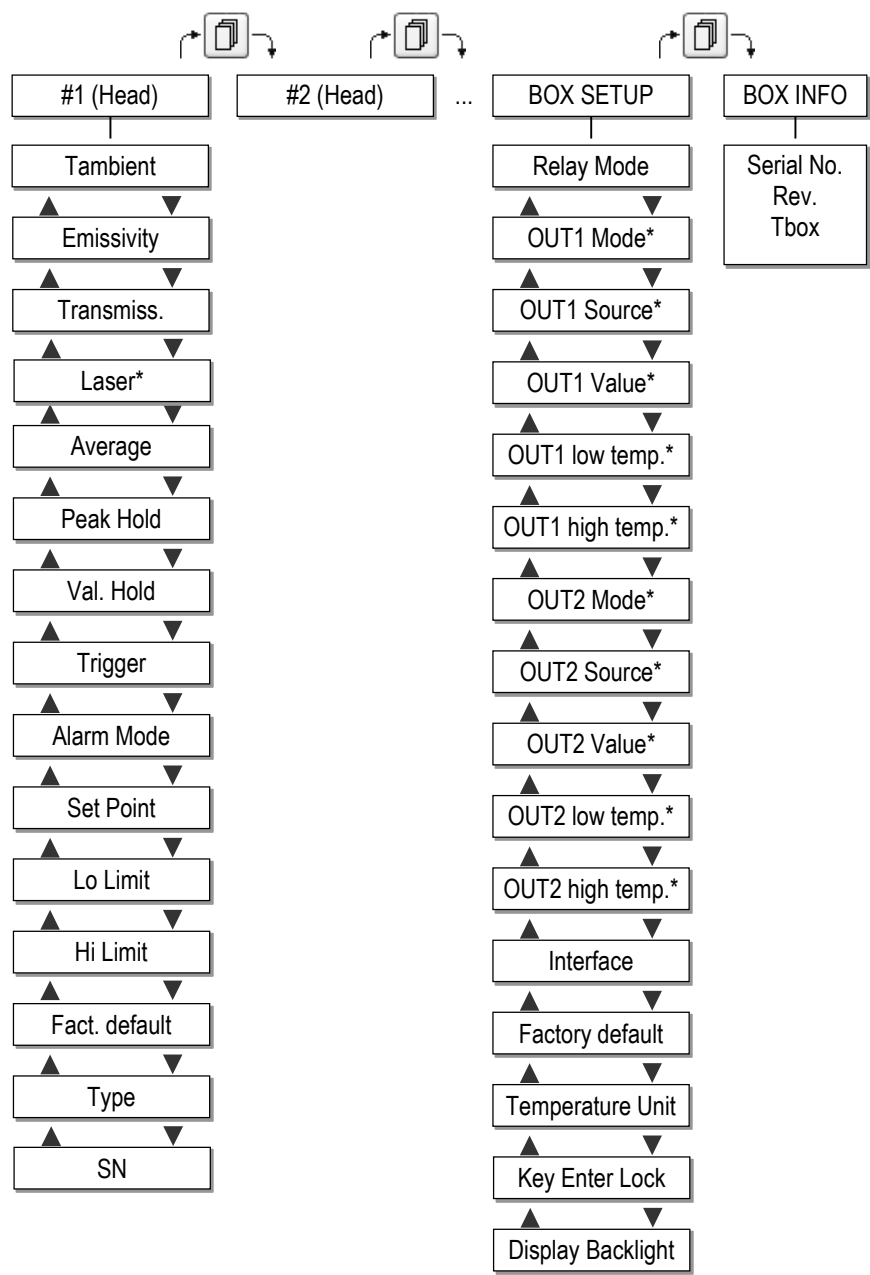 #1 (Head)
#2 (Head)
...
BOX SETUP
BOX INFO
Tambient
Emissivity
Transmiss.
Laser*
Average
Peak Hold
Val. Hold
Trigger
Alarm Mode
Set Point
Lo Limit
Hi Limit
Fact. default
Type
SN
Relay Mode
OUT1 Mode*
OUT1 Source*
OUT1 Value*
OUT1 low temp.*
OUT1 high temp.*
OUT2 Mode*
OUT2 Source*
OUT2 Value*
OUT2 low temp.*
OUT2 high temp.*
Interface
Factory default
Temperature Unit
Key Enter Lock
Display Backlight
Serial No.
Rev.
Tbox